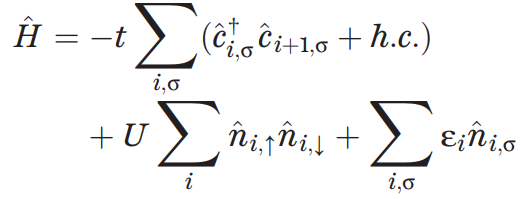 Ĥ = −t ∑_{i,σ} (ĉ†_{i,σ} ĉ_{i+1,σ} + h.c.)
+ U ∑_i n̂_{i,↑} n̂_{i,↓} + ∑_{i,σ} ε_i n̂_{i,σ}